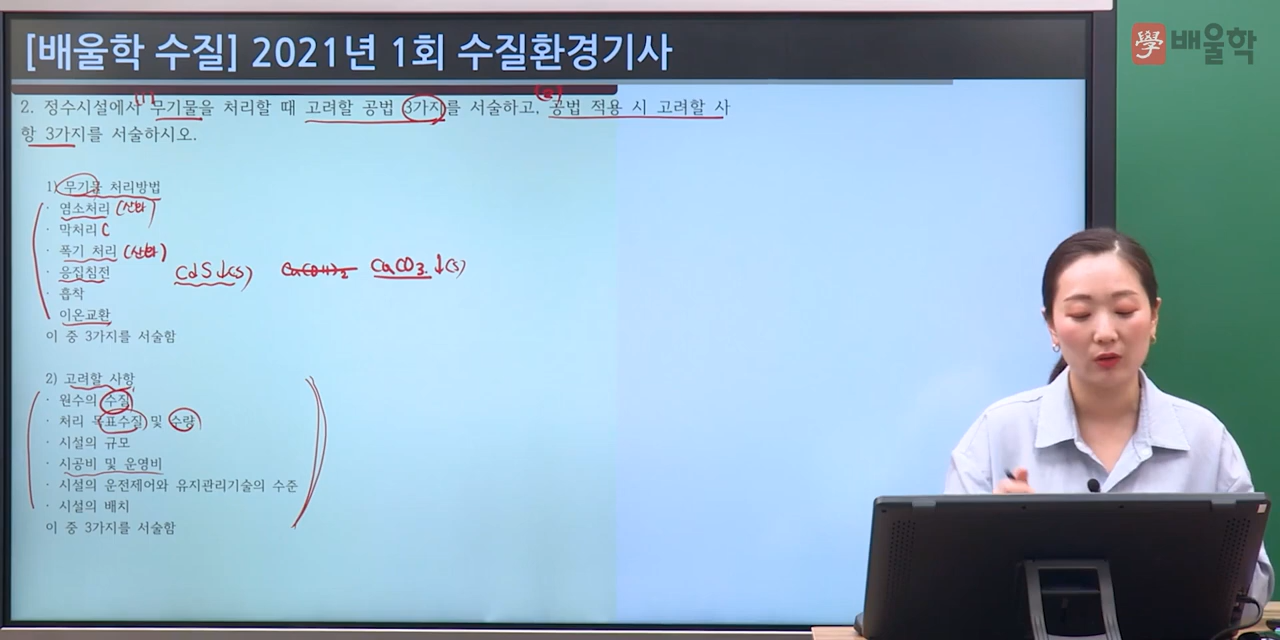 [배울학 수질] 2021년 1회 수질환경기사
學 배울학
(1) (2)
2. 정수시설에서 무기물을 처리할 때 고려할 공법 3가지를 서술하고, 공법 적용 시 고려할 사
항 3가지를 서술하시오.
1) 무기물 처리방법
· 염소처리 (산화)
· 막처리 C
· 폭기 처리 (산화)
· 응집침전 CdS↓(s) Ca(OH)2 CaCO3↓(s)
· 흡착
· 이온교환
이 중 3가지를 서술함
2) 고려할 사항
· 원수의 수질
· 처리 목표수질 및 수량
· 시설의 규모
· 시공비 및 운영비
· 시설의 운전제어와 유지관리기술의 수준
· 시설의 배치
이 중 3가지를 서술함